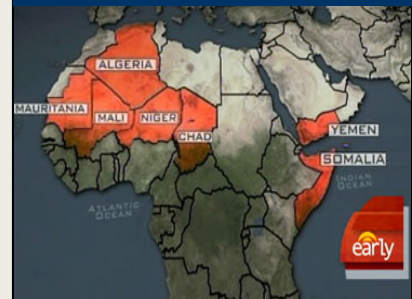 ALGERIA
MAURITANIA
MALI
NIGER
CHAD
YEMEN
SOMALIA
INDIAN
OCEAN
ATLANTIC
OCEAN
early